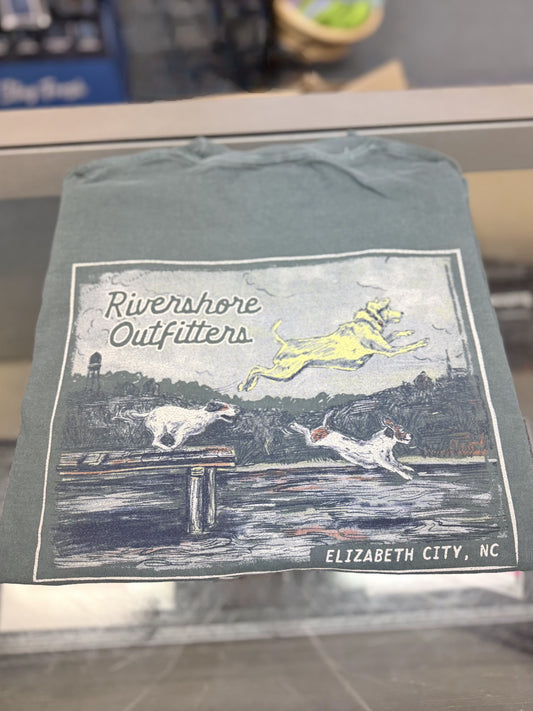 Rivershore
Outfitters
ELIZABETH CITY, NC